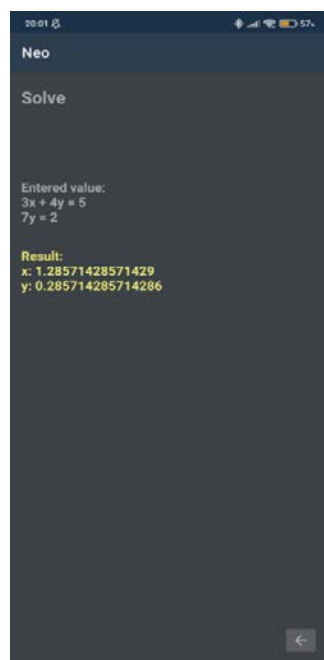 20:01
57%
Neo
Solve
Entered value:
3x + 4y = 5
7y = 2
Result:
x: 1.28571428571429
y: 0.285714285714286